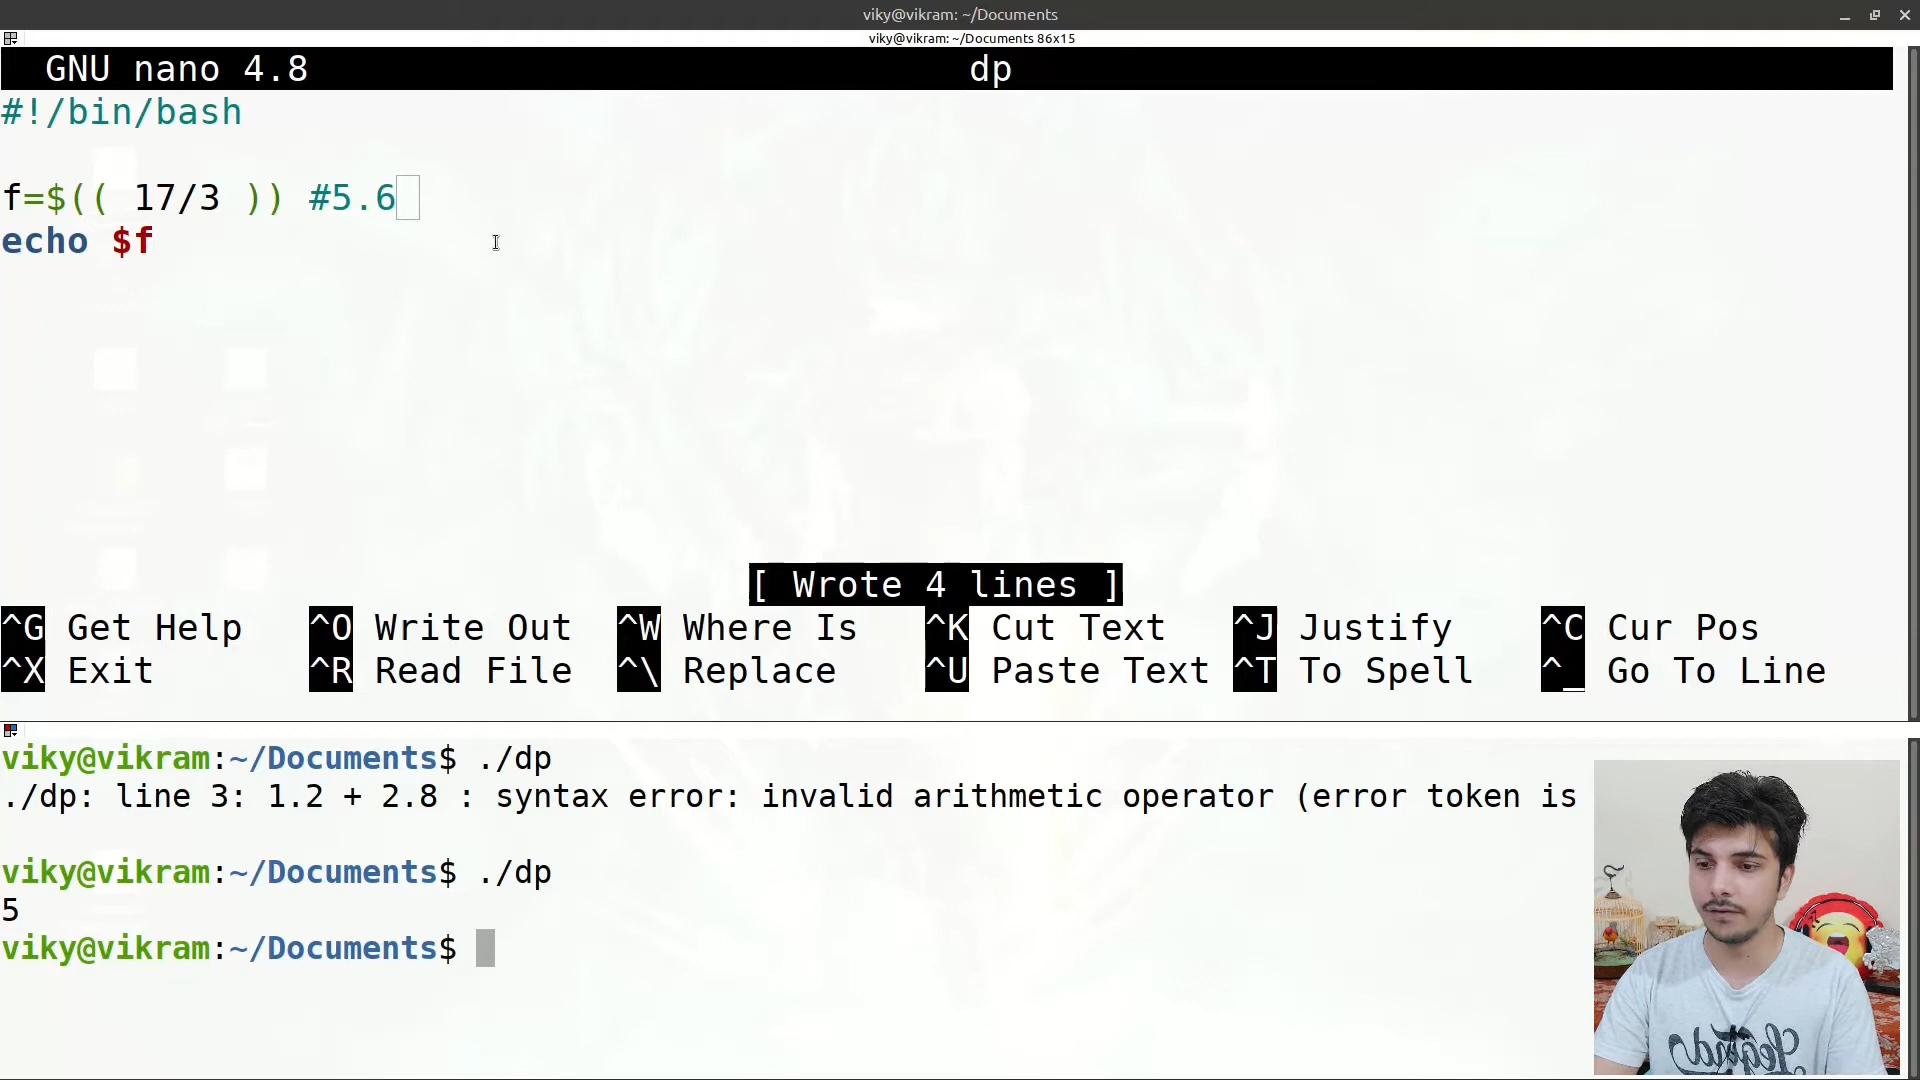 viky@vikram: ~/Documents
viky@vikram: ~/Documents 86x15
GNU nano 4.8 dp
#!/bin/bash
f=$(( 17/3 )) #5.6
echo $f
[ Wrote 4 lines ]
^G Get Help ^O Write Out ^W Where Is ^K Cut Text ^J Justify ^C Cur Pos
^X Exit ^R Read File ^\ Replace ^U Paste Text ^T To Spell ^_ Go To Line
viky@vikram:~/Documents$ ./dp
./dp: line 3: 1.2 + 2.8 : syntax error: invalid arithmetic operator (error token is
viky@vikram:~/Documents$ ./dp
5
viky@vikram:~/Documents$